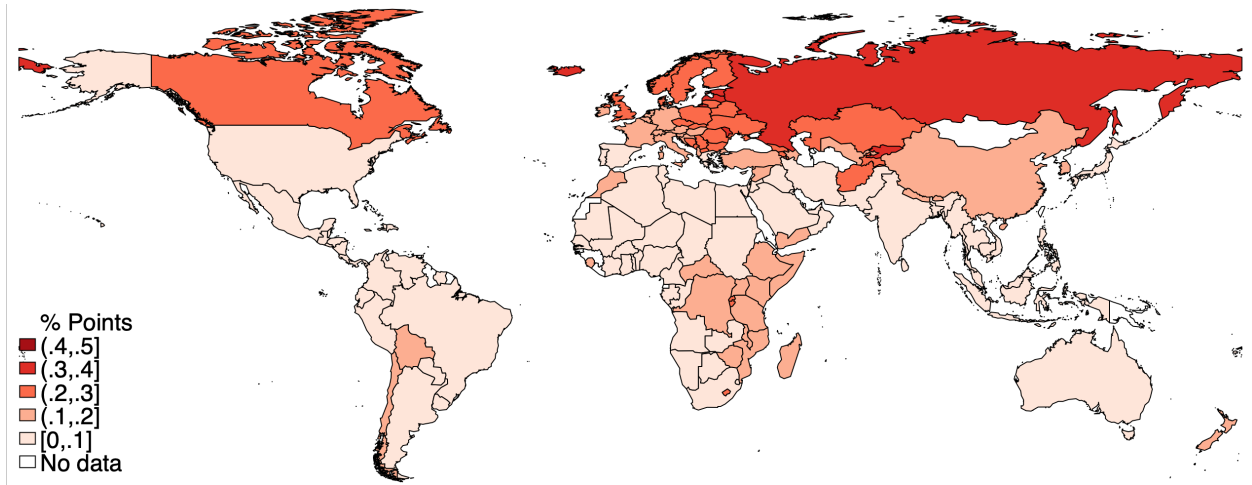 % Points
(.4,.5]
(.3,.4]
(.2,.3]
(.1,.2]
[0,.1]
No data